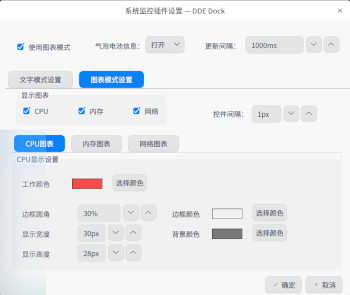 系统监控插件设置 — DDE Dock
使用图表模式 气泡电池信息： 打开 更新间隔： 1000ms
文字模式设置 图表模式设置
显示图表
CPU 内存 网络 控件间隔： 1px
CPU图表 内存图表 网络图表
CPU显示设置
工作颜色 选择颜色
边框圆角 30% 边框颜色 选择颜色
显示宽度 30px 背景颜色 选择颜色
显示高度 28px
确定 取消